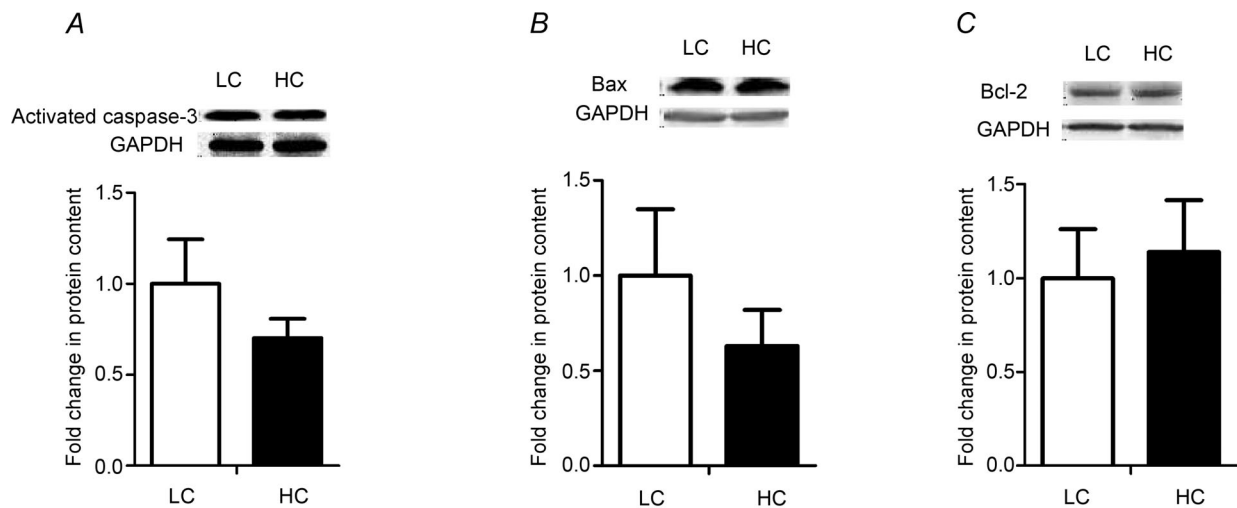 A
LC HC
Activated caspase-3
GAPDH
Fold change in protein content
1.5
1.0
0.5
0.0
LC HC
B
LC HC
Bax
GAPDH
Fold change in protein content
1.5
1.0
0.5
0.0
LC HC
C
LC HC
Bcl-2
GAPDH
Fold change in protein content
1.5
1.0
0.5
0.0
LC HC